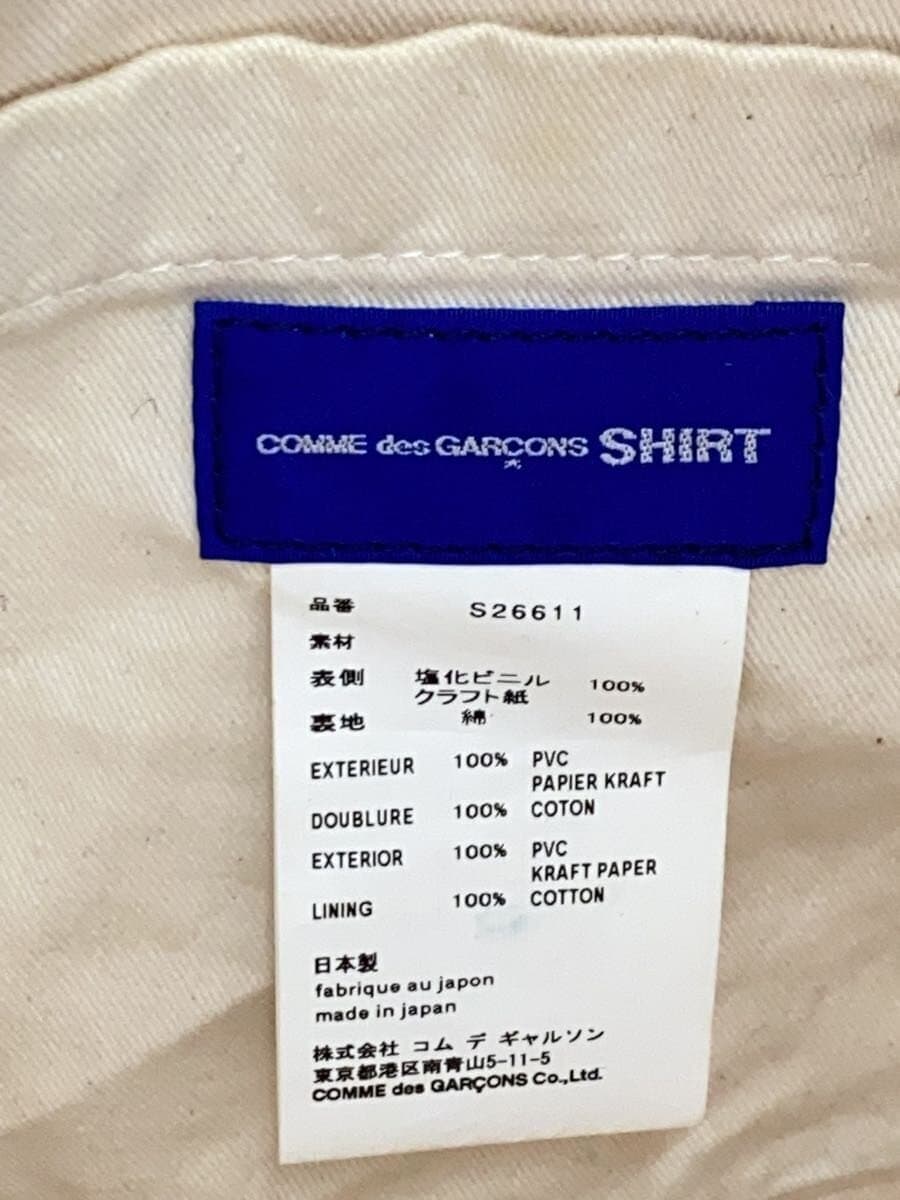 COMME des GARÇONS SHIRT
品番 S26611
素材
表側 塩化ビニル 100%
クラフト紙
裏地 綿 100%
EXTERIEUR 100% PVC
PAPIER KRAFT
DOUBLURE 100% COTON
EXTERIOR 100% PVC
KRAFT PAPER
LINING 100% COTTON
日本製
fabrique au japon
made in japan
株式会社 コム デ ギャルソン
東京都港区南青山5-11-5
COMME des GARÇONS Co.,Ltd.